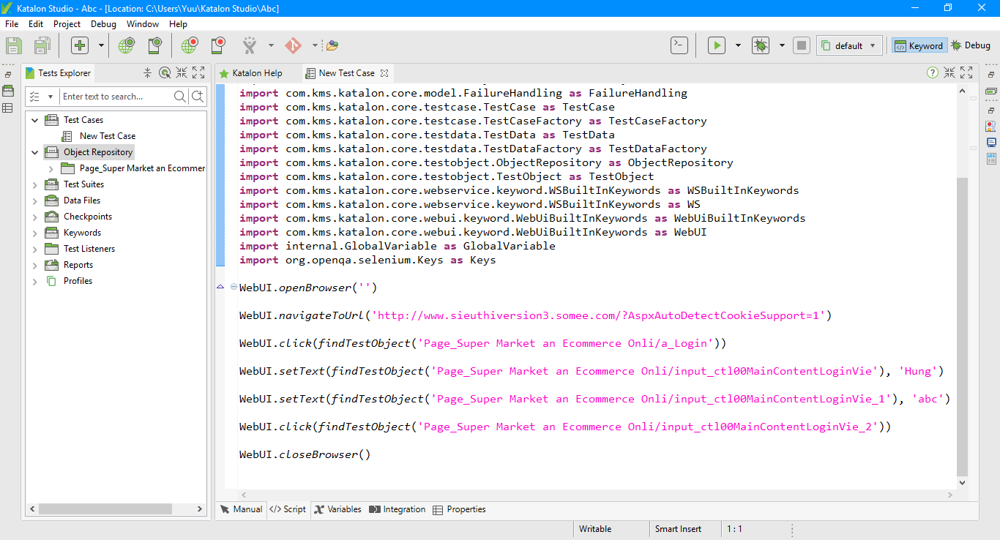 Katalon Studio - Abc - [Location: C:\Users\Yuu\Katalon Studio\Abc]
File Edit Project Debug Window Help
default Keyword Debug
Tests Explorer
Enter text to search...
Test Cases
New Test Case
Object Repository
Page_Super Market an Ecommer
Test Suites
Data Files
Checkpoints
Keywords
Test Listeners
Reports
Profiles
Katalon Help New Test Case
import com.kms.katalon.core.model.FailureHandling as FailureHandling
import com.kms.katalon.core.testcase.TestCase as TestCase
import com.kms.katalon.core.testcase.TestCaseFactory as TestCaseFactory
import com.kms.katalon.core.testdata.TestData as TestData
import com.kms.katalon.core.testdata.TestDataFactory as TestDataFactory
import com.kms.katalon.core.testobject.ObjectRepository as ObjectRepository
import com.kms.katalon.core.testobject.TestObject as TestObject
import com.kms.katalon.core.webservice.keyword.WSBuiltInKeywords as WSBuiltInKeywords
import com.kms.katalon.core.webservice.keyword.WSBuiltInKeywords as WS
import com.kms.katalon.core.webui.keyword.WebUiBuiltInKeywords as WebUiBuiltInKeywords
import com.kms.katalon.core.webui.keyword.WebUiBuiltInKeywords as WebUI
import internal.GlobalVariable as GlobalVariable
import org.openqa.selenium.Keys as Keys
WebUI.openBrowser('')
WebUI.navigateToUrl('http://www.sieuthiversion3.somee.com/?AspxAutoDetectCookieSupport=1')
WebUI.click(findTestObject('Page_Super Market an Ecommerce Onli/a_Login'))
WebUI.setText(findTestObject('Page_Super Market an Ecommerce Onli/input_ctl00MainContentLoginVie'), 'Hung')
WebUI.setText(findTestObject('Page_Super Market an Ecommerce Onli/input_ctl00MainContentLoginVie_1'), 'abc')
WebUI.click(findTestObject('Page_Super Market an Ecommerce Onli/input_ctl00MainContentLoginVie_2'))
WebUI.closeBrowser()
Manual </> Script Variables Integration Properties
Writable Smart Insert 1 : 1